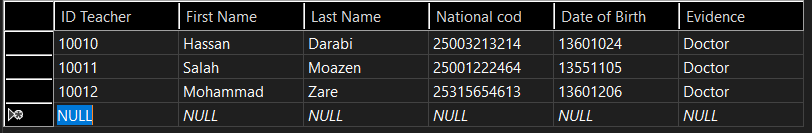 ID Teacher First Name Last Name National cod Date of Birth Evidence
10010 Hassan Darabi 25003213214 13601024 Doctor
10011 Salah Moazen 25001222464 13551105 Doctor
10012 Mohammad Zare 25315654613 13601206 Doctor
NULL NULL NULL NULL NULL NULL